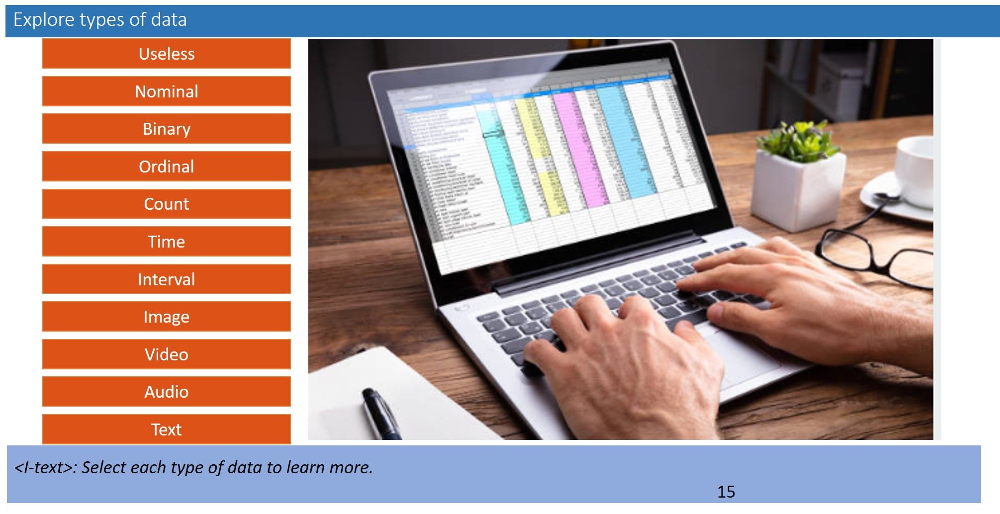 Explore types of data
Useless
Nominal
Binary
Ordinal
Count
Time
Interval
Image
Video
Audio
Text
<I-text>: Select each type of data to learn more.
15